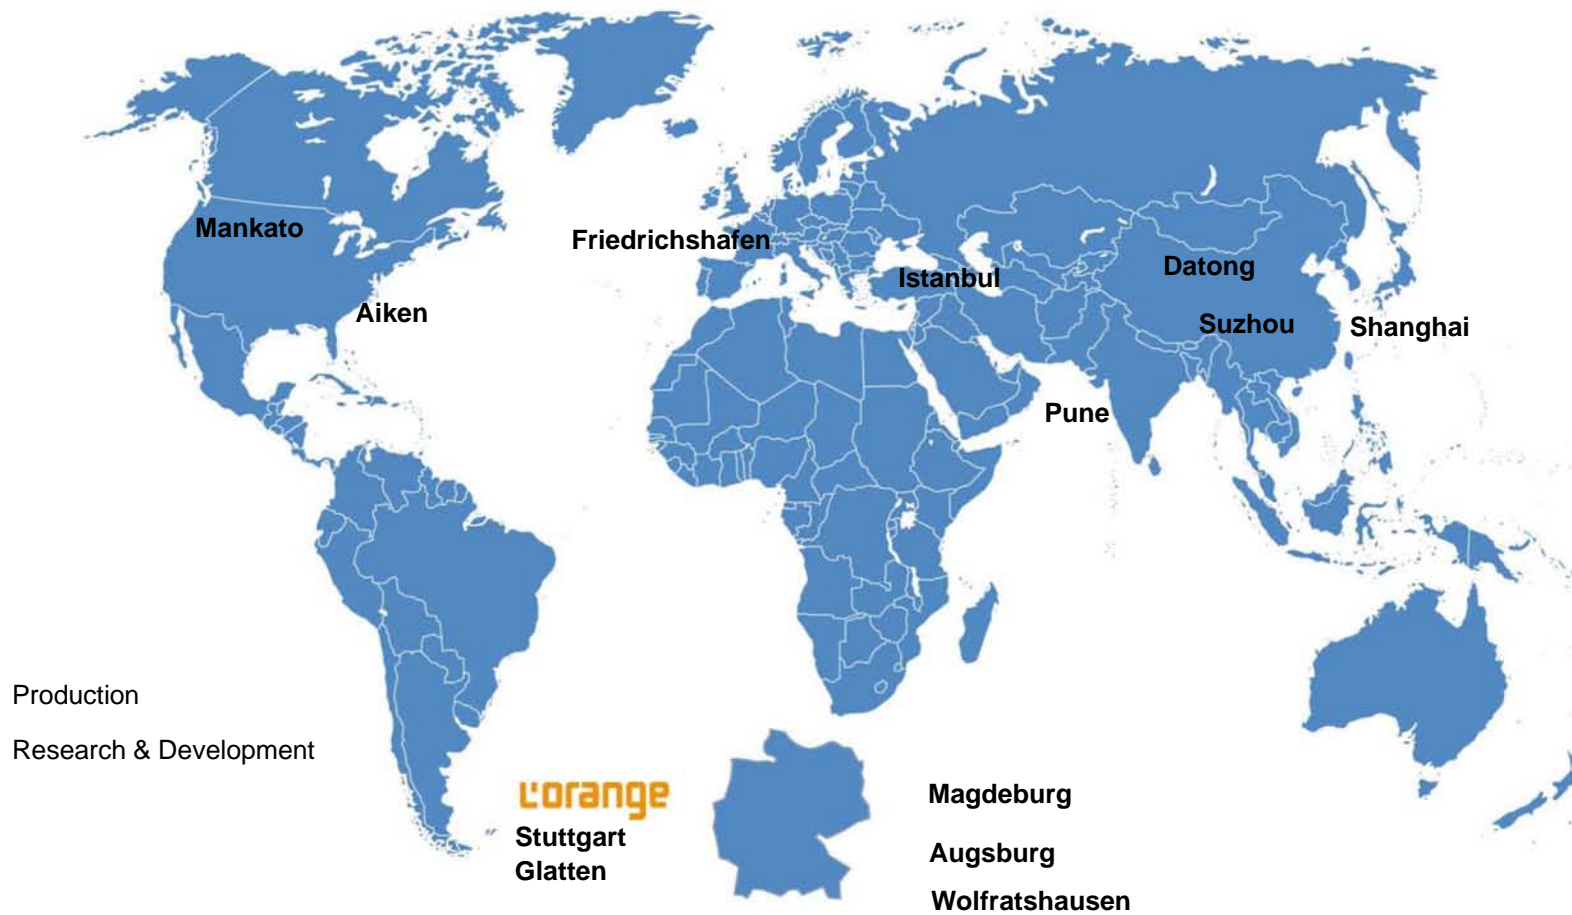 Mankato
Friedrichshafen
Istanbul
Datong
Aiken
Suzhou
Shanghai
Pune
Production
Research & Development
L'orange
Stuttgart
Glatten
Magdeburg
Augsburg
Wolfratshausen